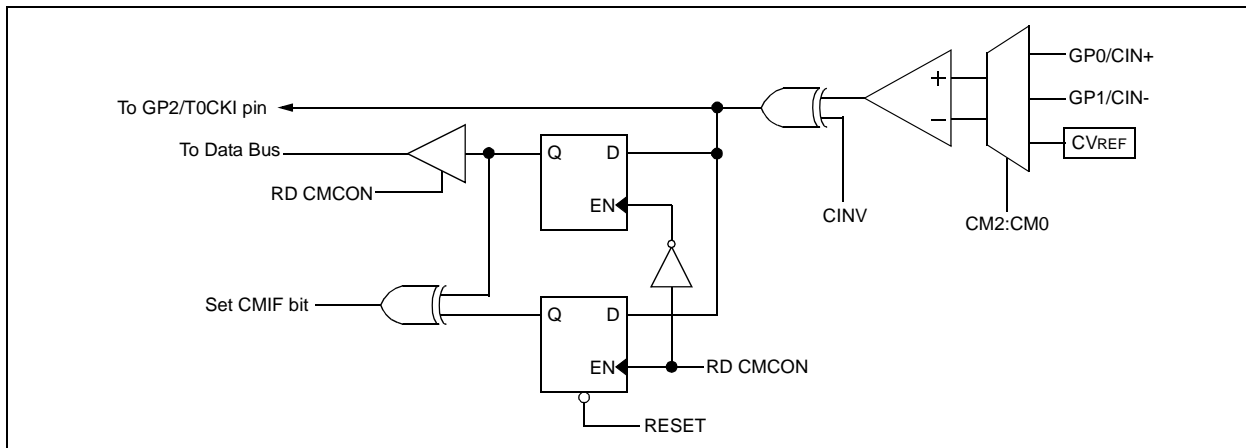 GP0/CIN+
To GP2/T0CKI pin
+
GP1/CIN-
–
To Data Bus
Q D
CVREF
RD CMCON
EN
CINV
CM2:CM0
Set CMIF bit
Q D
EN
RD CMCON
RESET